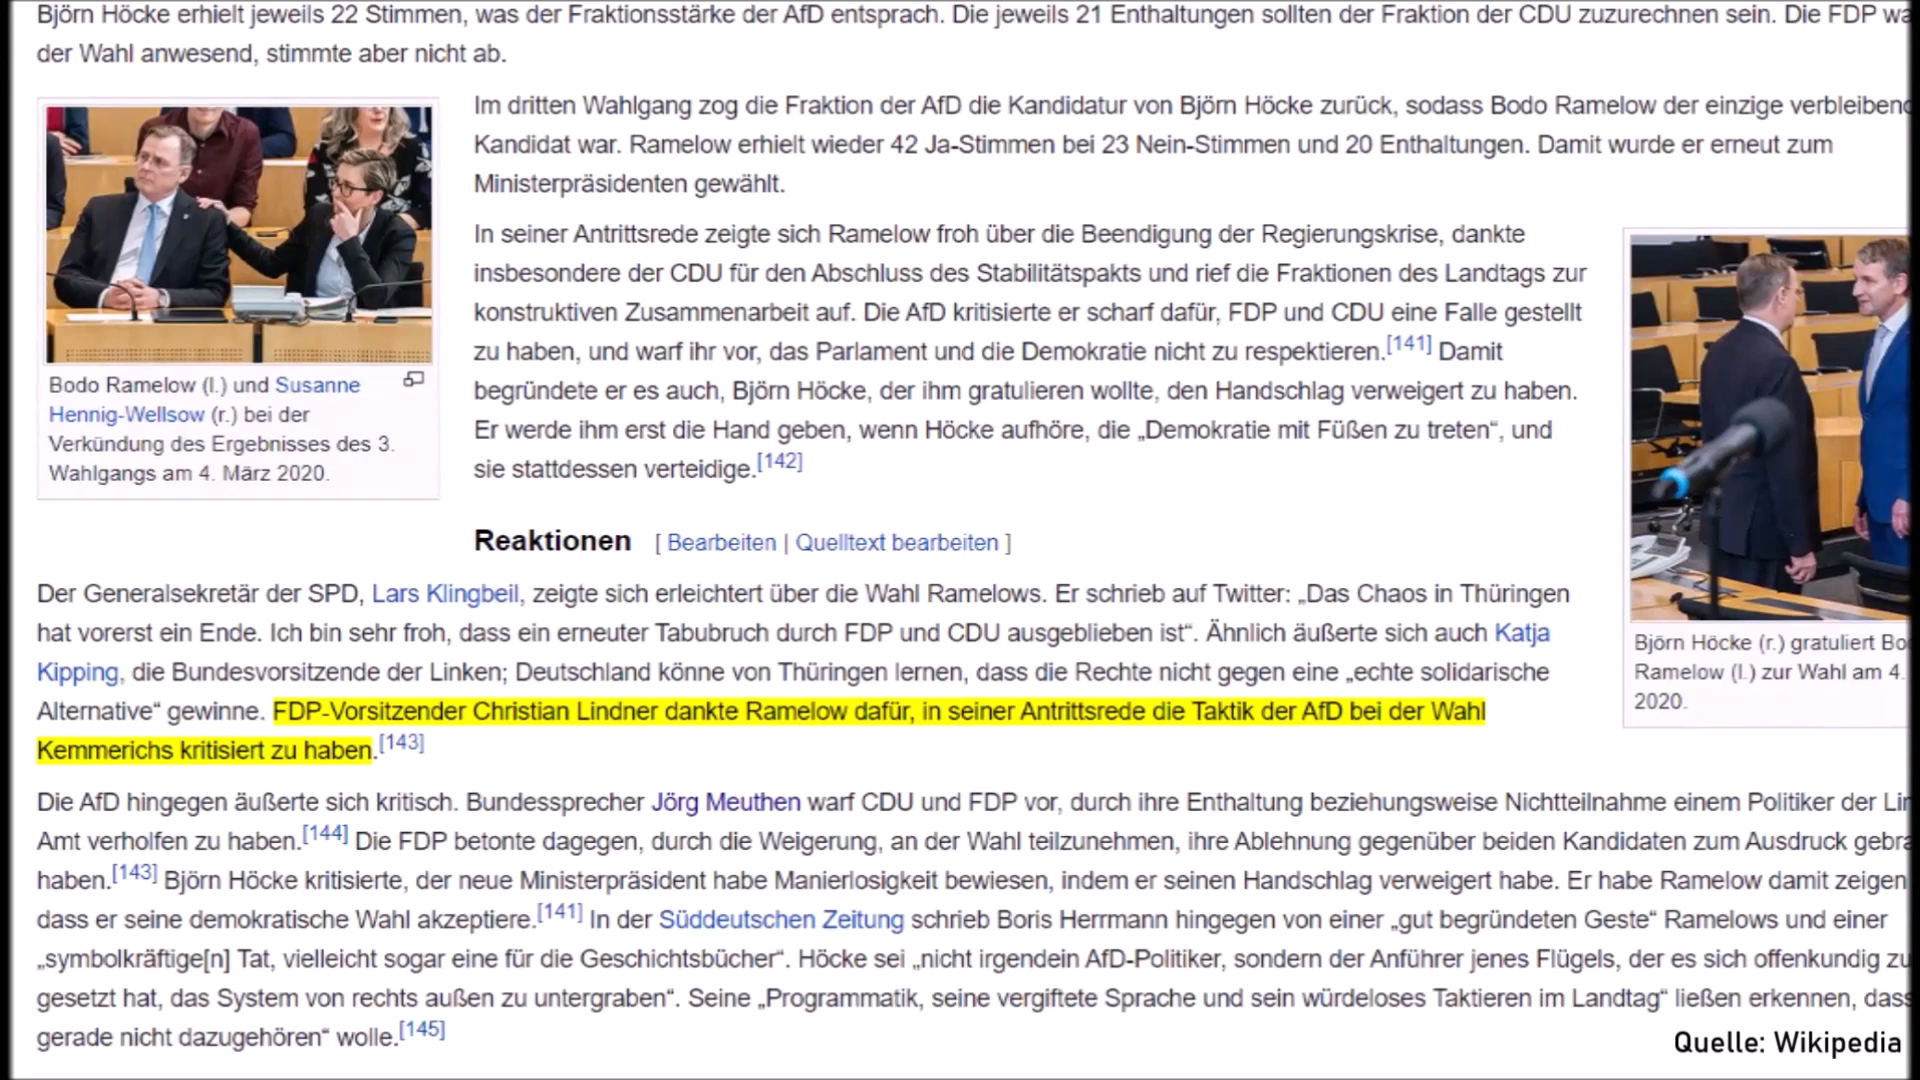 Björn Höcke erhielt jeweils 22 Stimmen, was der Fraktionsstärke der AfD entsprach. Die jeweils 21 Enthaltungen sollten der Fraktion der CDU zuzurechnen sein. Die FDP wa
der Wahl anwesend, stimmte aber nicht ab.
Im dritten Wahlgang zog die Fraktion der AfD die Kandidatur von Björn Höcke zurück, sodass Bodo Ramelow der einzige verbleibend
Kandidat war. Ramelow erhielt wieder 42 Ja-Stimmen bei 23 Nein-Stimmen und 20 Enthaltungen. Damit wurde er erneut zum
Ministerpräsidenten gewählt.
In seiner Antrittsrede zeigte sich Ramelow froh über die Beendigung der Regierungskrise, dankte
insbesondere der CDU für den Abschluss des Stabilitätspakts und rief die Fraktionen des Landtags zur
konstruktiven Zusammenarbeit auf. Die AfD kritisierte er scharf dafür, FDP und CDU eine Falle gestellt
zu haben, und warf ihr vor, das Parlament und die Demokratie nicht zu respektieren.[141] Damit
begründete er es auch, Björn Höcke, der ihm gratulieren wollte, den Handschlag verweigert zu haben.
Er werde ihm erst die Hand geben, wenn Höcke aufhöre, die „Demokratie mit Füßen zu treten“, und
sie stattdessen verteidige.[142]
Bodo Ramelow (l.) und Susanne
Hennig-Wellsow (r.) bei der
Verkündung des Ergebnisses des 3.
Wahlgangs am 4. März 2020.
Björn Höcke (r.) gratuliert Bo
Ramelow (l.) zur Wahl am 4.
2020.
Reaktionen [ Bearbeiten | Quelltext bearbeiten ]
Der Generalsekretär der SPD, Lars Klingbeil, zeigte sich erleichtert über die Wahl Ramelows. Er schrieb auf Twitter: „Das Chaos in Thüringen
hat vorerst ein Ende. Ich bin sehr froh, dass ein erneuter Tabubruch durch FDP und CDU ausgeblieben ist“. Ähnlich äußerte sich auch Katja
Kipping, die Bundesvorsitzende der Linken; Deutschland könne von Thüringen lernen, dass die Rechte nicht gegen eine „echte solidarische
Alternative“ gewinne. FDP-Vorsitzender Christian Lindner dankte Ramelow dafür, in seiner Antrittsrede die Taktik der AfD bei der Wahl
Kemmerichs kritisiert zu haben.[143]
Die AfD hingegen äußerte sich kritisch. Bundessprecher Jörg Meuthen warf CDU und FDP vor, durch ihre Enthaltung beziehungsweise Nichtteilnahme einem Politiker der Lin
Amt verholfen zu haben.[144] Die FDP betonte dagegen, durch die Weigerung, an der Wahl teilzunehmen, ihre Ablehnung gegenüber beiden Kandidaten zum Ausdruck gebra
haben.[143] Björn Höcke kritisierte, der neue Ministerpräsident habe Manierlosigkeit bewiesen, indem er seinen Handschlag verweigert habe. Er habe Ramelow damit zeigen
dass er seine demokratische Wahl akzeptiere.[141] In der Süddeutschen Zeitung schrieb Boris Herrmann hingegen von einer „gut begründeten Geste“ Ramelows und einer
„symbolkräftige[n] Tat, vielleicht sogar eine für die Geschichtsbücher“. Höcke sei „nicht irgendein AfD-Politiker, sondern der Anführer jenes Flügels, der es sich offenkundig zu
gesetzt hat, das System von rechts außen zu untergraben“. Seine „Programmatik, seine vergiftete Sprache und sein würdeloses Taktieren im Landtag“ ließen erkennen, dass
gerade nicht dazugehören“ wolle.[145]
Quelle: Wikipedia